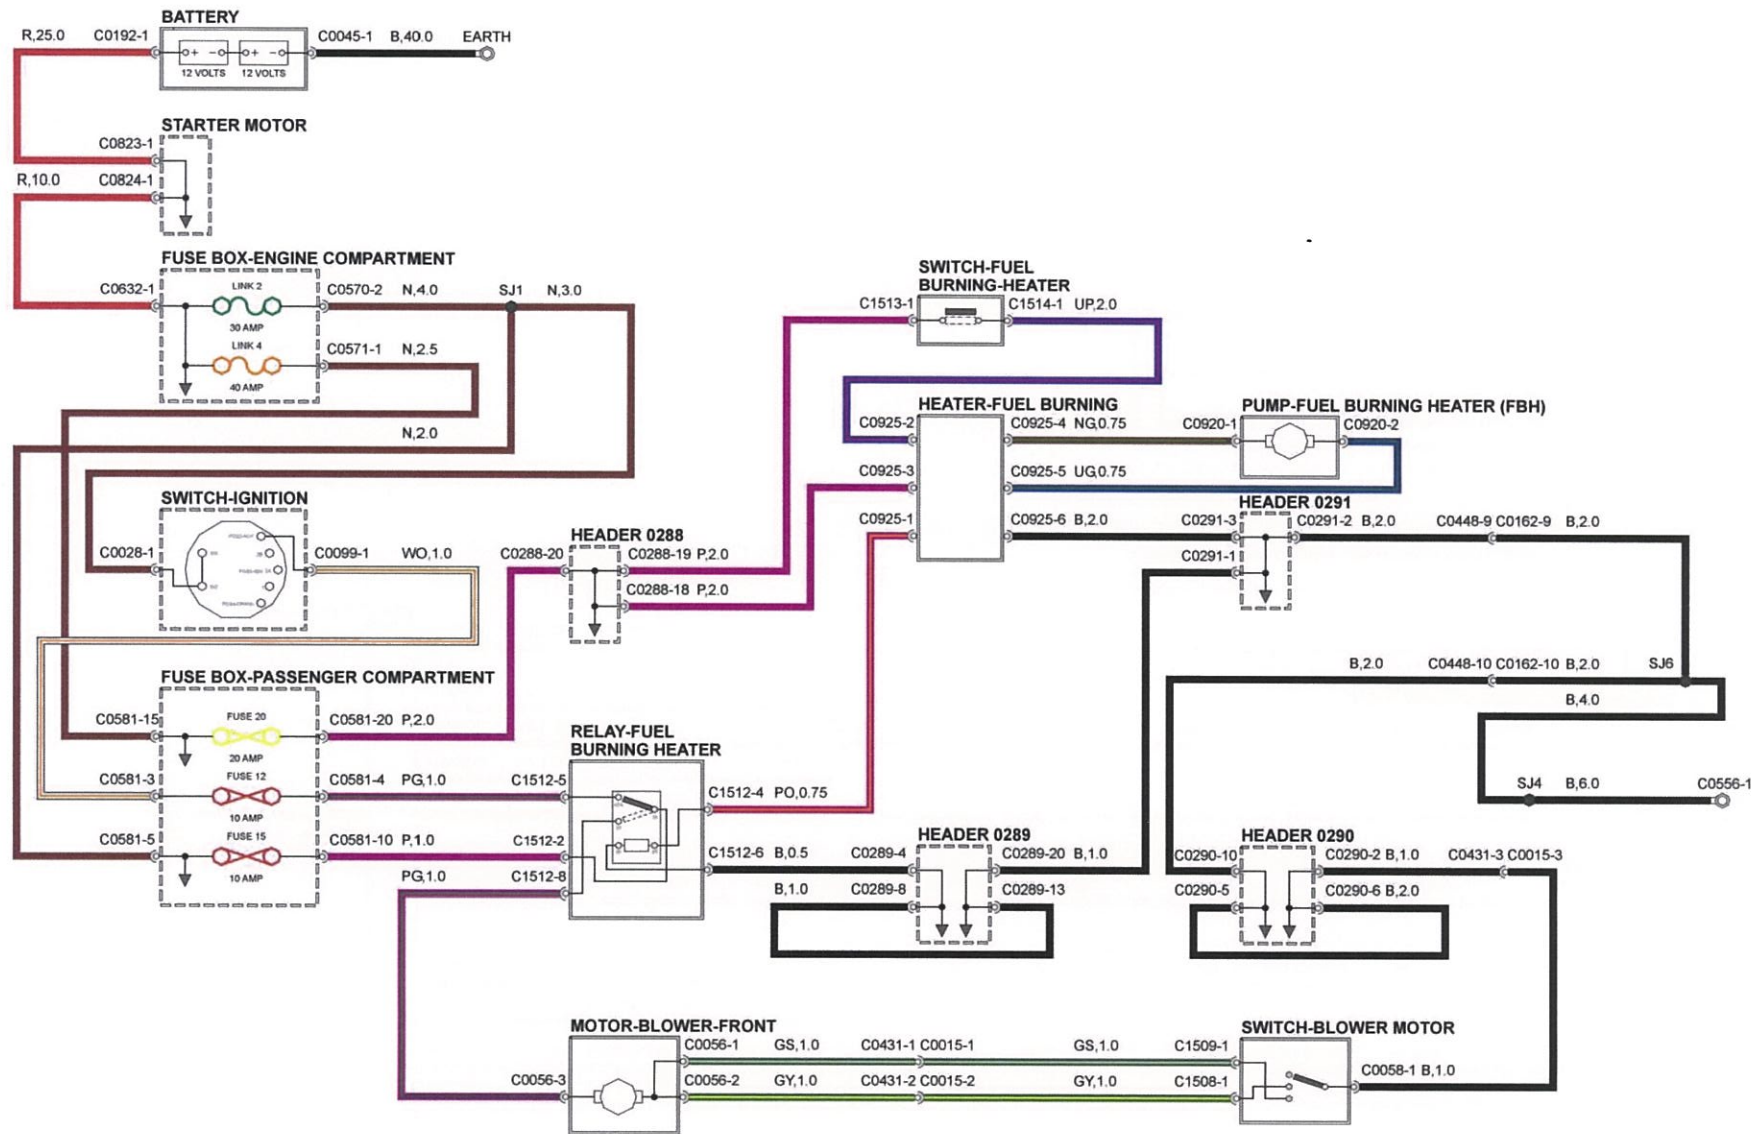 BATTERY
R,25.0 C0192-1 C0045-1 B,40.0 EARTH
12 VOLTS 12 VOLTS
STARTER MOTOR
C0823-1
R,10.0 C0824-1
FUSE BOX-ENGINE COMPARTMENT
C0632-1 LINK 2 C0570-2 N,4.0 SJ1 N,3.0
30 AMP
LINK 4 C0571-1 N,2.5
40 AMP
N,2.0
SWITCH-FUEL
BURNING-HEATER
C1513-1 C1514-1 UP,2.0
HEATER-FUEL BURNING
PUMP-FUEL BURNING HEATER (FBH)
C0925-2 C0925-4 NG,0.75 C0920-1 C0920-2
C0925-3 C0925-5 UG,0.75
HEADER 0291
C0925-1 C0925-6 B,2.0 C0291-3 C0291-2 B,2.0 C0448-9 C0162-9 B,2.0
C0291-1
SWITCH-IGNITION
C0028-1 C0099-1 WO,1.0
HEADER 0288
C0288-20 C0288-19 P,2.0
C0288-18 P,2.0
B,2.0 C0448-10 C0162-10 B,2.0 SJ6
B,4.0
SJ4 B,6.0 C0556-1
FUSE BOX-PASSENGER COMPARTMENT
C0581-15 FUSE 20 C0581-20 P,2.0
20 AMP
C0581-3 FUSE 12 C0581-4 PG,1.0 C1512-5
10 AMP
C0581-5 FUSE 15 C0581-10 P,1.0 C1512-2
10 AMP
PG,1.0 C1512-8
RELAY-FUEL
BURNING HEATER
C1512-4 PO,0.75
HEADER 0289
C1512-6 B,0.5 C0289-4 C0289-20 B,1.0
B,1.0 C0289-8 C0289-13
HEADER 0290
C0290-10 C0290-2 B,1.0 C0431-3 C0015-3
C0290-5 C0290-6 B,2.0
MOTOR-BLOWER-FRONT
SWITCH-BLOWER MOTOR
C0056-1 GS,1.0 C0431-1 C0015-1 GS,1.0 C1509-1
C0056-3 C0056-2 GY,1.0 C0431-2 C0015-2 GY,1.0 C1508-1
C0058-1 B,1.0